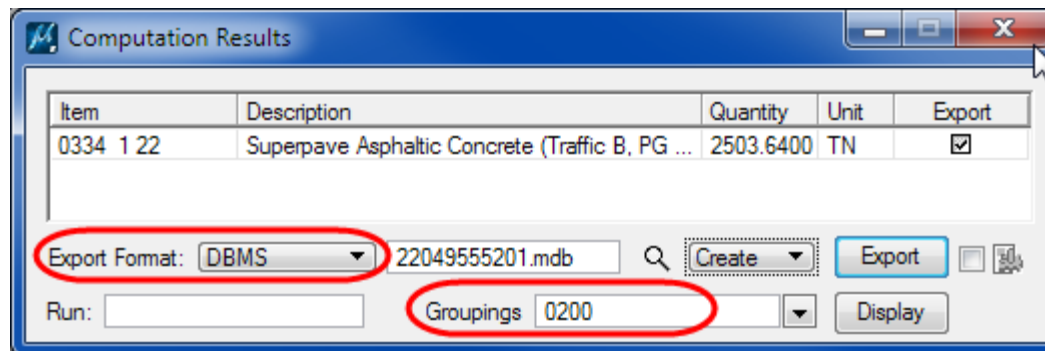 Computation Results
Item Description Quantity Unit Export
0334 1 22 Superpave Asphaltic Concrete (Traffic B, PG ... 2503.6400 TN
Export Format: DBMS 22049555201.mdb Create Export
Run: Groupings 0200 Display